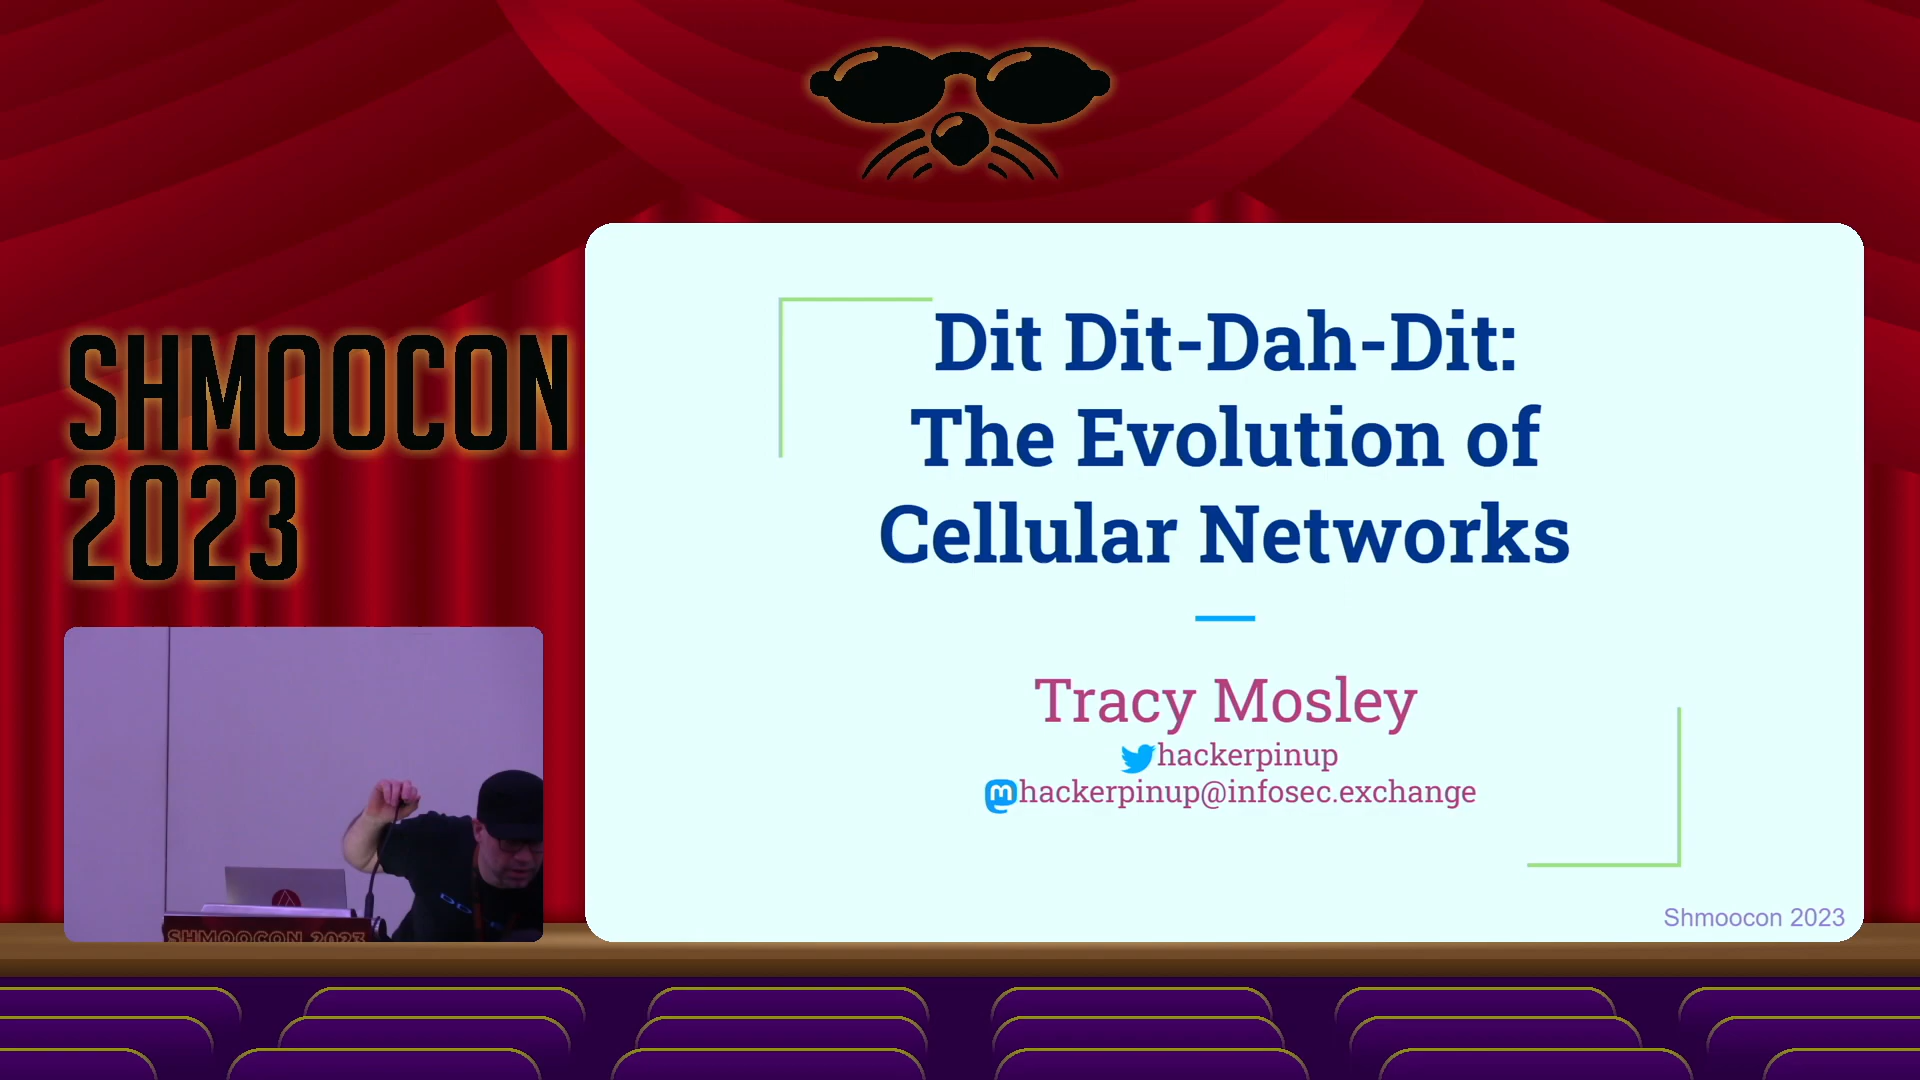 SHMOOCON
2023
Dit Dit-Dah-Dit:
The Evolution of
Cellular Networks
Tracy Mosley
hackerpinup
hackerpinup@infosec.exchange
Shmoocon 2023
SHMOOCON 2023